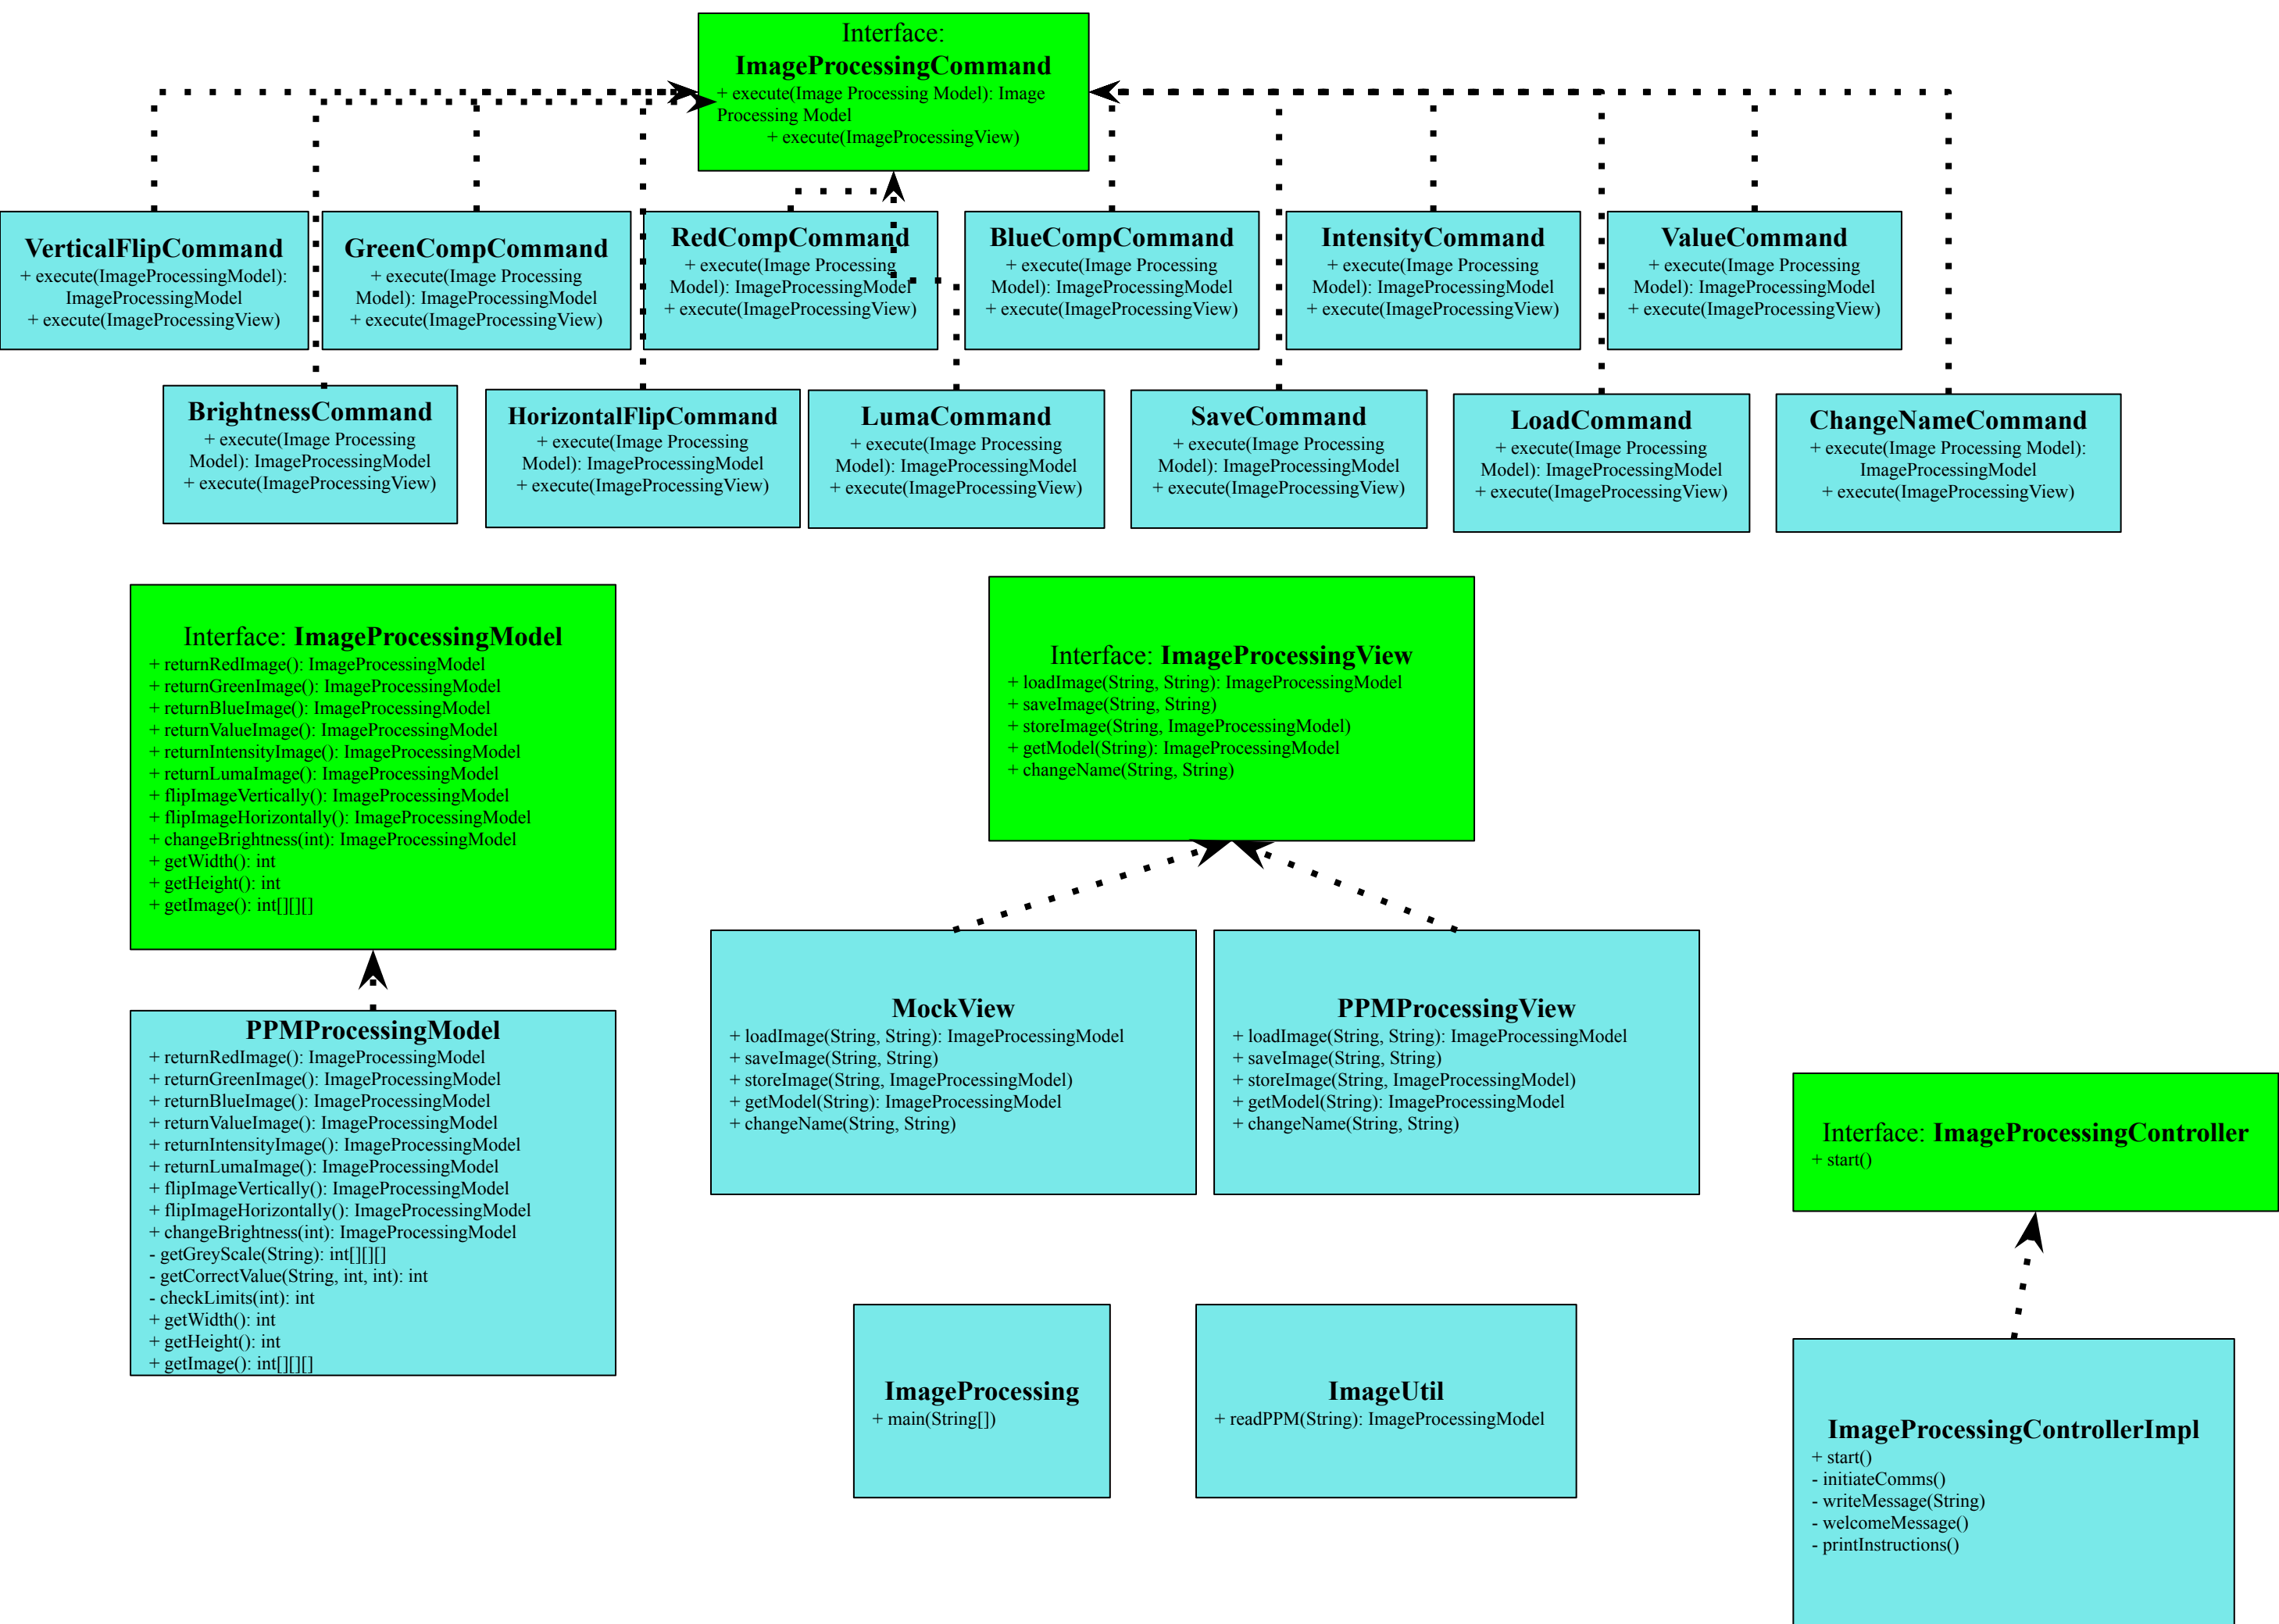 Interface:
ImageProcessingCommand
+ execute(Image Processing Model): Image
Processing Model
+ execute(ImageProcessingView)
VerticalFlipCommand
+ execute(ImageProcessingModel):
ImageProcessingModel
+ execute(ImageProcessingView)
GreenCompCommand
+ execute(Image Processing
Model): ImageProcessingModel
+ execute(ImageProcessingView)
RedCompCommand
+ execute(Image Processing
Model): ImageProcessingModel
+ execute(ImageProcessingView)
BlueCompCommand
+ execute(Image Processing
Model): ImageProcessingModel
+ execute(ImageProcessingView)
IntensityCommand
+ execute(Image Processing
Model): ImageProcessingModel
+ execute(ImageProcessingView)
ValueCommand
+ execute(Image Processing
Model): ImageProcessingModel
+ execute(ImageProcessingView)
BrightnessCommand
+ execute(Image Processing
Model): ImageProcessingModel
+ execute(ImageProcessingView)
HorizontalFlipCommand
+ execute(Image Processing
Model): ImageProcessingModel
+ execute(ImageProcessingView)
LumaCommand
+ execute(Image Processing
Model): ImageProcessingModel
+ execute(ImageProcessingView)
SaveCommand
+ execute(Image Processing
Model): ImageProcessingModel
+ execute(ImageProcessingView)
LoadCommand
+ execute(Image Processing
Model): ImageProcessingModel
+ execute(ImageProcessingView)
ChangeNameCommand
+ execute(Image Processing Model):
ImageProcessingModel
+ execute(ImageProcessingView)
Interface: ImageProcessingModel
+ returnRedImage(): ImageProcessingModel
+ returnGreenImage(): ImageProcessingModel
+ returnBlueImage(): ImageProcessingModel
+ returnValueImage(): ImageProcessingModel
+ returnIntensityImage(): ImageProcessingModel
+ returnLumaImage(): ImageProcessingModel
+ flipImageVertically(): ImageProcessingModel
+ flipImageHorizontally(): ImageProcessingModel
+ changeBrightness(int): ImageProcessingModel
+ getWidth(): int
+ getHeight(): int
+ getImage(): int[][][]
Interface: ImageProcessingView
+ loadImage(String, String): ImageProcessingModel
+ saveImage(String, String)
+ storeImage(String, ImageProcessingModel)
+ getModel(String): ImageProcessingModel
+ changeName(String, String)
PPMProcessingModel
+ returnRedImage(): ImageProcessingModel
+ returnGreenImage(): ImageProcessingModel
+ returnBlueImage(): ImageProcessingModel
+ returnValueImage(): ImageProcessingModel
+ returnIntensityImage(): ImageProcessingModel
+ returnLumaImage(): ImageProcessingModel
+ flipImageVertically(): ImageProcessingModel
+ flipImageHorizontally(): ImageProcessingModel
+ changeBrightness(int): ImageProcessingModel
- getGreyScale(String): int[][][]
- getCorrectValue(String, int, int): int
- checkLimits(int): int
+ getWidth(): int
+ getHeight(): int
+ getImage(): int[][][]
MockView
+ loadImage(String, String): ImageProcessingModel
+ saveImage(String, String)
+ storeImage(String, ImageProcessingModel)
+ getModel(String): ImageProcessingModel
+ changeName(String, String)
PPMProcessingView
+ loadImage(String, String): ImageProcessingModel
+ saveImage(String, String)
+ storeImage(String, ImageProcessingModel)
+ getModel(String): ImageProcessingModel
+ changeName(String, String)
Interface: ImageProcessingController
+ start()
ImageProcessing
+ main(String[])
ImageUtil
+ readPPM(String): ImageProcessingModel
ImageProcessingControllerImpl
+ start()
- initiateComms()
- writeMessage(String)
- welcomeMessage()
- printInstructions()